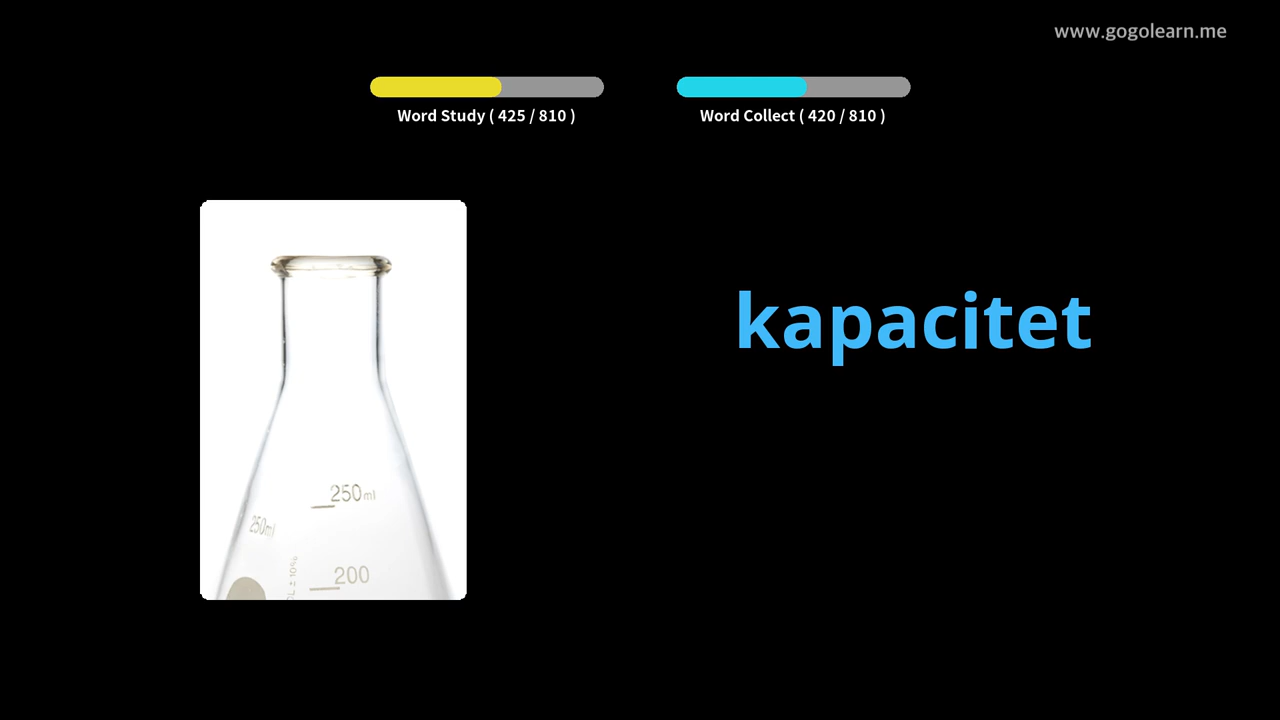 www.gogolearn.me
Word Study ( 425 / 810 )
Word Collect ( 420 / 810 )
kapacitet
250ml
250ml
200